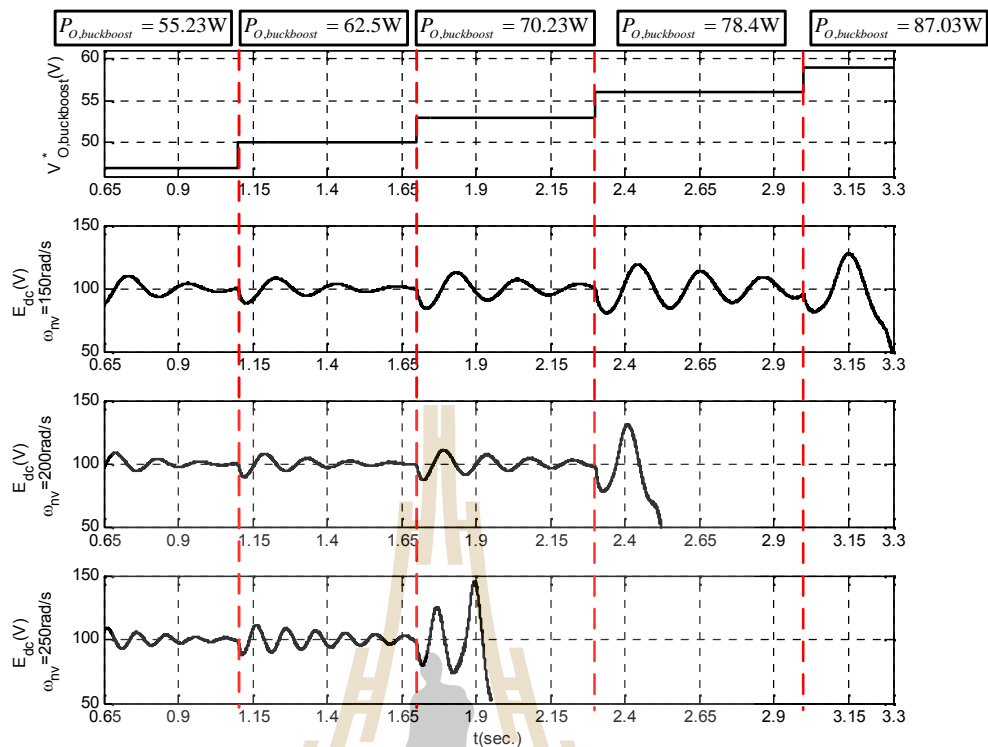 P_{O,buckboost} = 55.23W P_{O,buckboost} = 62.5W P_{O,buckboost} = 70.23W P_{O,buckboost} = 78.4W P_{O,buckboost} = 87.03W
V*_{O,buckboost}(V)
60
55
50
0.65 0.9 1.15 1.4 1.65 1.9 2.15 2.4 2.65 2.9 3.15 3.3
E_{dc}(V)
ω_{nv}=150rad/s
150
100
50
0.65 0.9 1.15 1.4 1.65 1.9 2.15 2.4 2.65 2.9 3.15 3.3
E_{dc}(V)
ω_{nv}=200rad/s
150
100
50
0.65 0.9 1.15 1.4 1.65 1.9 2.15 2.4 2.65 2.9 3.15 3.3
E_{dc}(V)
ω_{nv}=250rad/s
150
100
50
0.65 0.9 1.15 1.4 1.65 1.9 2.15 2.4 2.65 2.9 3.15 3.3
t(sec.)